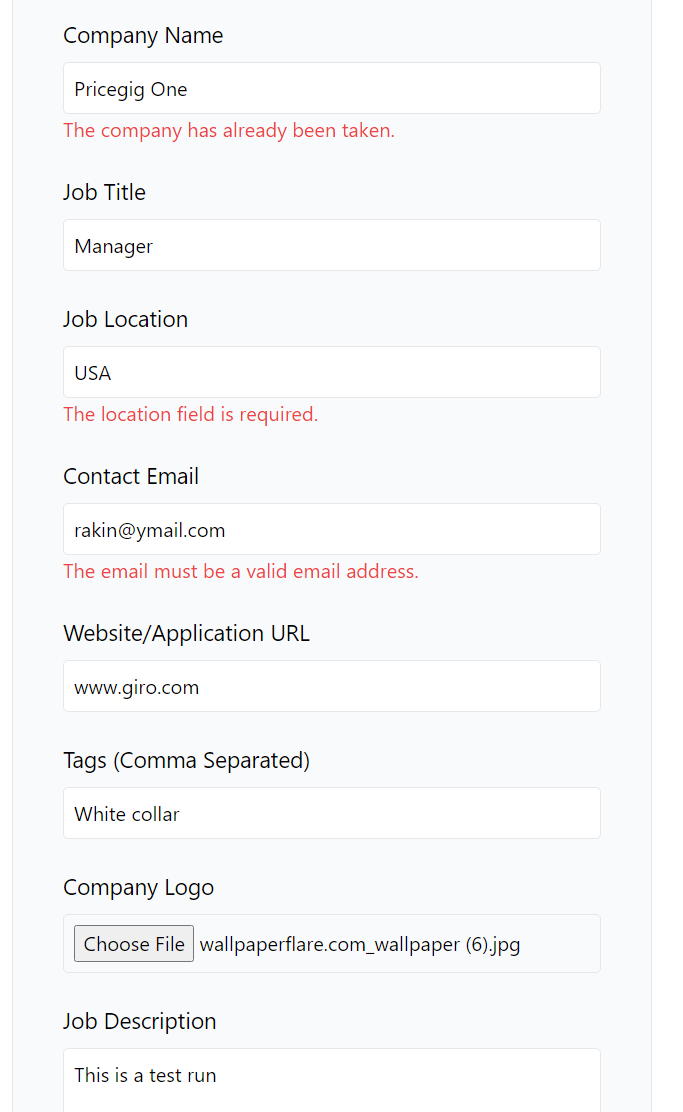 Company Name
Pricegig One
The company has already been taken.
Job Title
Manager
Job Location
USA
The location field is required.
Contact Email
rakin@ymail.com
The email must be a valid email address.
Website/Application URL
www.giro.com
Tags (Comma Separated)
White collar
Company Logo
Choose File wallpaperflare.com_wallpaper (6).jpg
Job Description
This is a test run